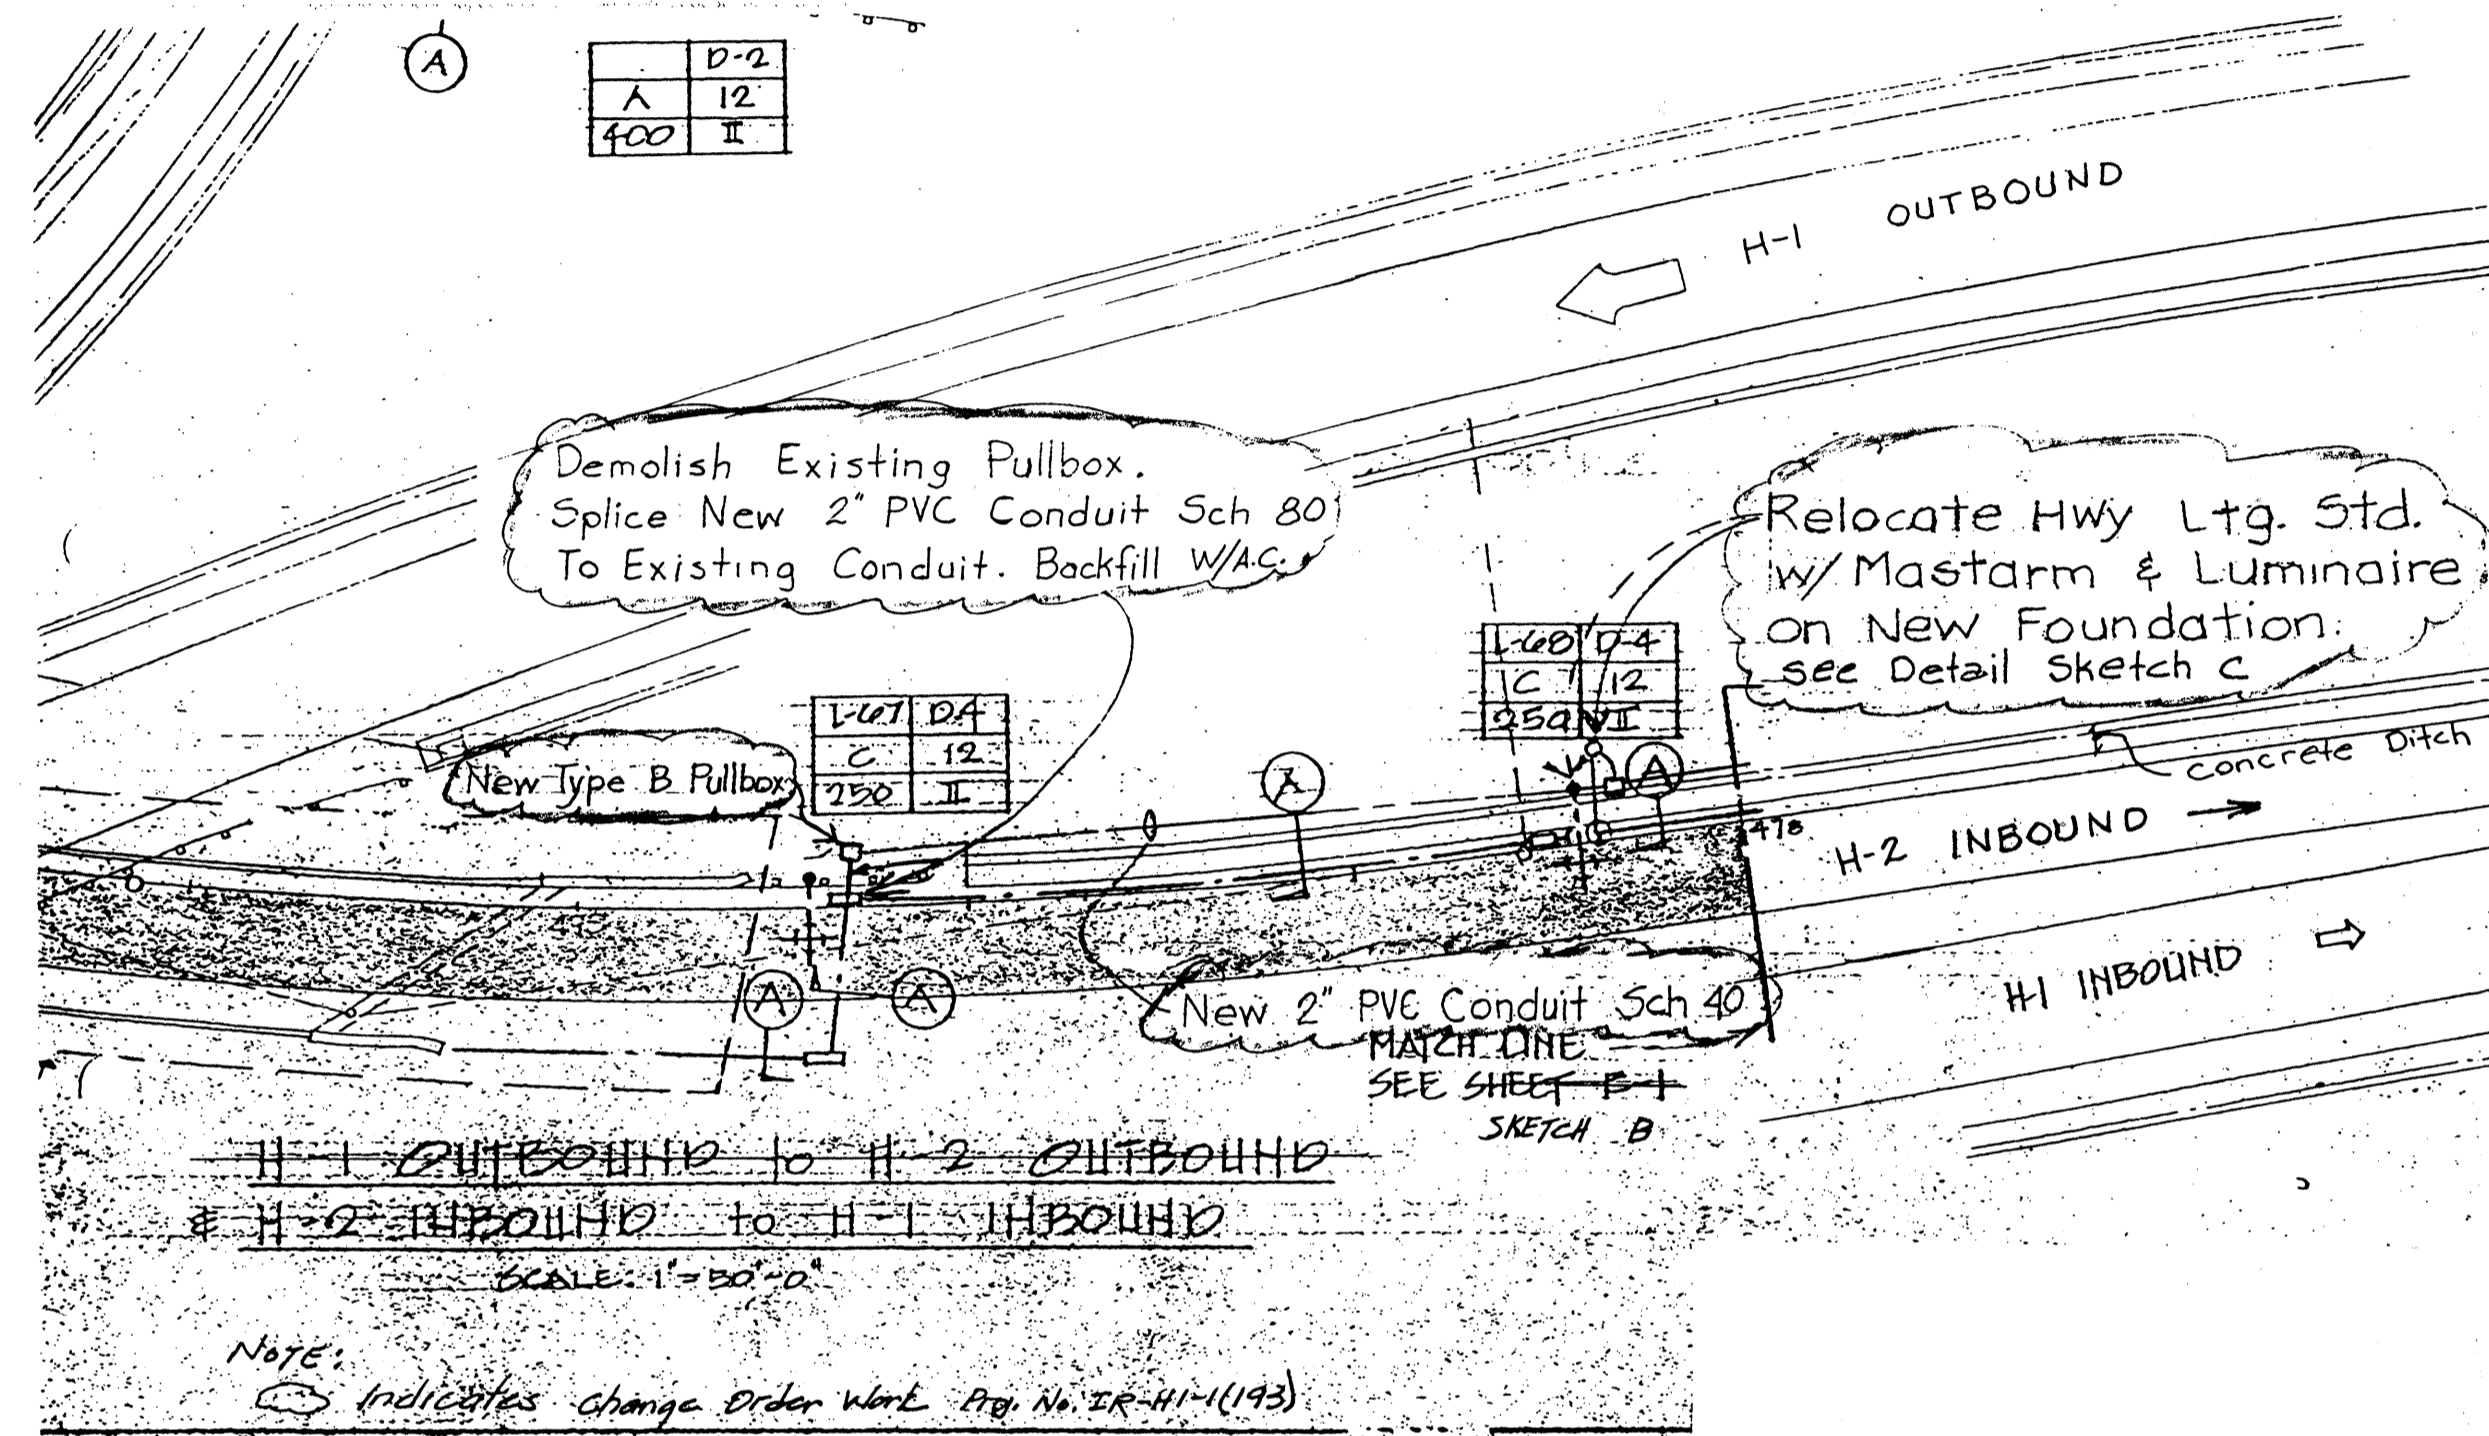 A
D-2
A 12
400 II
H-1 OUTBOUND
Demolish Existing Pullbox.
Splice New 2" PVC Conduit Sch 80
To Existing Conduit. Backfill W/A.C.
Relocate Hwy Ltg. Std.
w/ Mastarm & Luminaire
on New Foundation.
see Detail Sketch C
L-68 D-4
C 12
250 II
L-67 D-4
C 12
250 II
New Type B Pullbox
A
A
Concrete Ditch
478
H-2 INBOUND
H-1 INBOUND
A
A
New 2" PVC Conduit Sch 40
MATCH LINE
SEE SHEET E-1
SKETCH B
H-1 OUTBOUND to H-2 OUTBOUND
& H-2 INBOUND to H-1 INBOUND
SCALE: 1"=50'-0"
NOTE:
Indicates Change Order Work Proj. No. IR-H1-1(193)